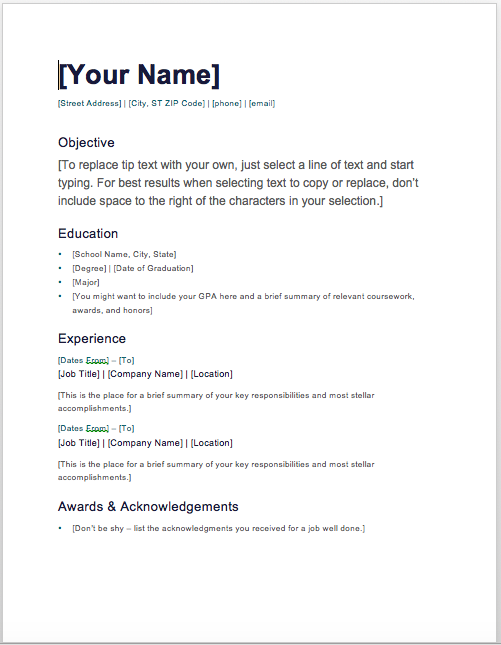 [Your Name]
[Street Address] | [City, ST ZIP Code] | [phone] | [email]
Objective
[To replace tip text with your own, just select a line of text and start
typing. For best results when selecting text to copy or replace, don't
include space to the right of the characters in your selection.]
Education
• [School Name, City, State]
• [Degree] | [Date of Graduation]
• [Major]
• [You might want to include your GPA here and a brief summary of relevant coursework,
awards, and honors]
Experience
[Dates From] – [To]
[Job Title] | [Company Name] | [Location]
[This is the place for a brief summary of your key responsibilities and most stellar
accomplishments.]
[Dates From] – [To]
[Job Title] | [Company Name] | [Location]
[This is the place for a brief summary of your key responsibilities and most stellar
accomplishments.]
Awards & Acknowledgements
• [Don't be shy – list the acknowledgments you received for a job well done.]